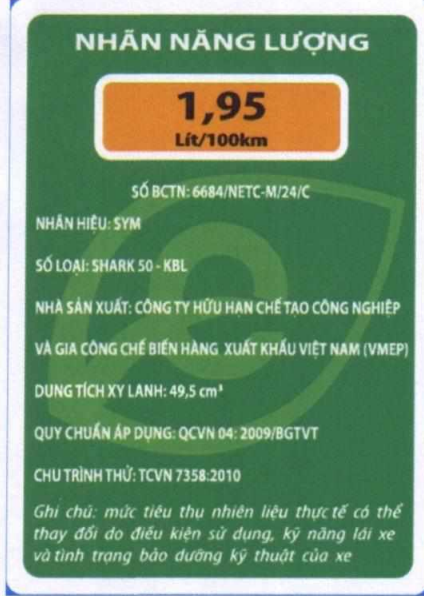 NHÃN NĂNG LƯỢNG
1,95
Lít/100km
SỐ BCTN: 6684/NETC-M/24/C
NHÃN HIỆU: SYM
SỐ LOẠI: SHARK 50 - KBL
NHÀ SẢN XUẤT: CÔNG TY HỮU HẠN CHẾ TẠO CÔNG NGHIỆP
VÀ GIA CÔNG CHẾ BIẾN HÀNG XUẤT KHẨU VIỆT NAM (VMEP)
DUNG TÍCH XY LANH: 49,5 cm³
QUY CHUẨN ÁP DỤNG: QCVN 04: 2009/BGTVT
CHU TRÌNH THỬ: TCVN 7358:2010
Ghi chú: mức tiêu thụ nhiên liệu thực tế có thể
thay đổi do điều kiện sử dụng, kỹ năng lái xe
và tình trạng bảo dưỡng kỹ thuật của xe